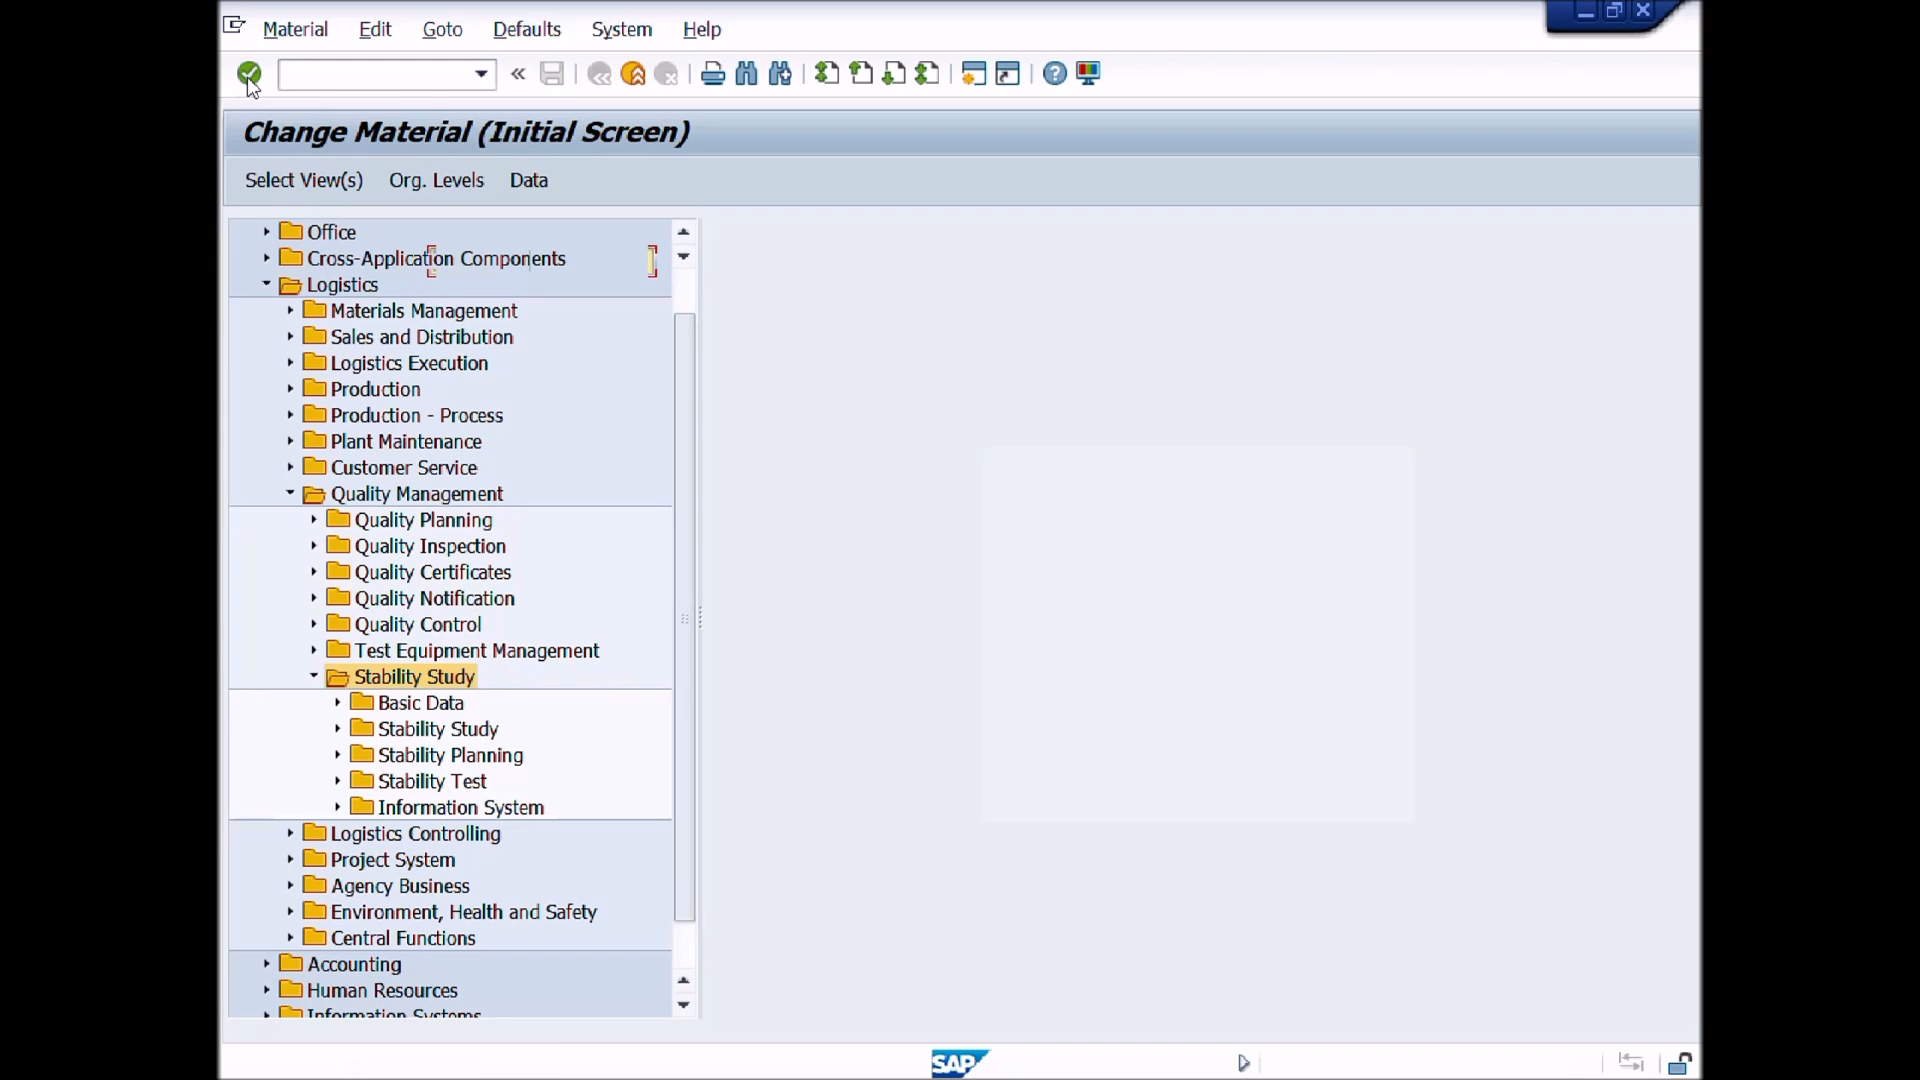 Material Edit Goto Defaults System Help
Change Material (Initial Screen)
Select View(s) Org. Levels Data
Office
Cross-Application Components
Logistics
Materials Management
Sales and Distribution
Logistics Execution
Production
Production - Process
Plant Maintenance
Customer Service
Quality Management
Quality Planning
Quality Inspection
Quality Certificates
Quality Notification
Quality Control
Test Equipment Management
Stability Study
Basic Data
Stability Study
Stability Planning
Stability Test
Information System
Logistics Controlling
Project System
Agency Business
Environment, Health and Safety
Central Functions
Accounting
Human Resources
Information Systems
SAP